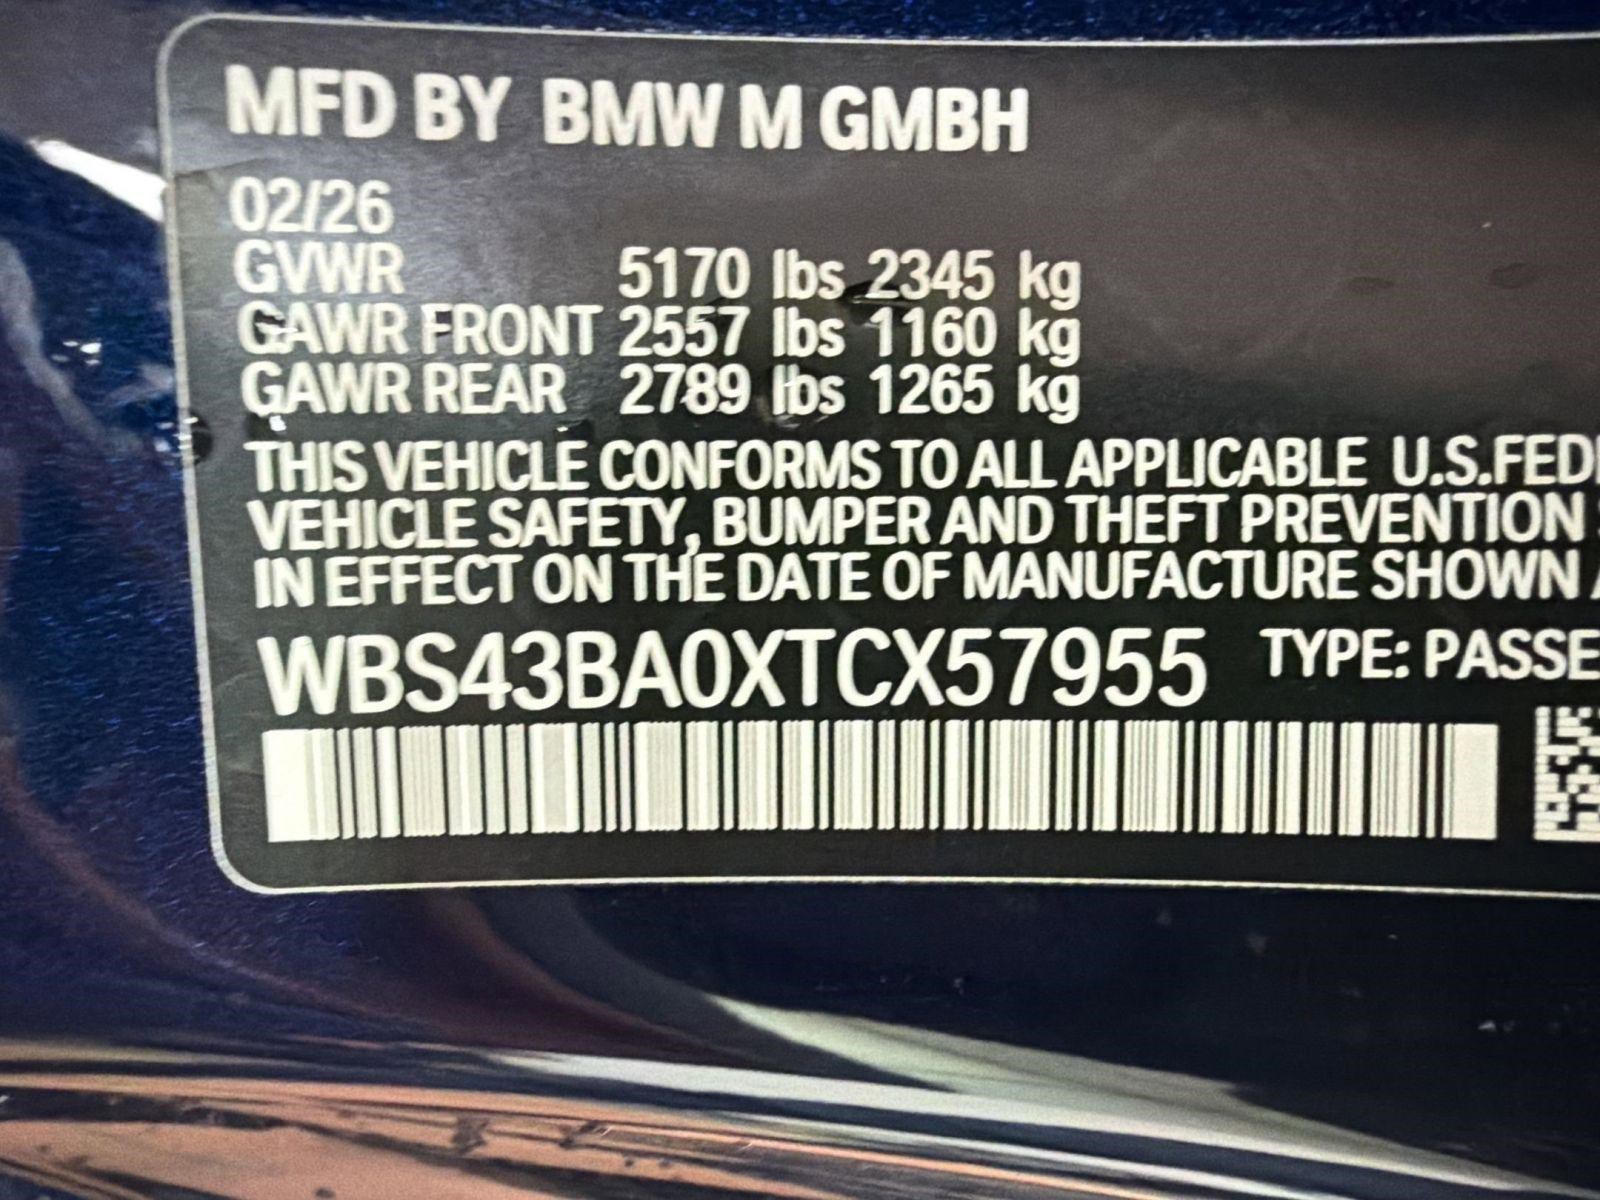 MFD BY BMW M GMBH
02/26
GVWR 5170 lbs 2345 kg
GAWR FRONT 2557 lbs 1160 kg
GAWR REAR 2789 lbs 1265 kg
THIS VEHICLE CONFORMS TO ALL APPLICABLE U.S.FED
VEHICLE SAFETY, BUMPER AND THEFT PREVENTION
IN EFFECT ON THE DATE OF MANUFACTURE SHOWN
WBS43BA0XTCX57955 TYPE: PASSE